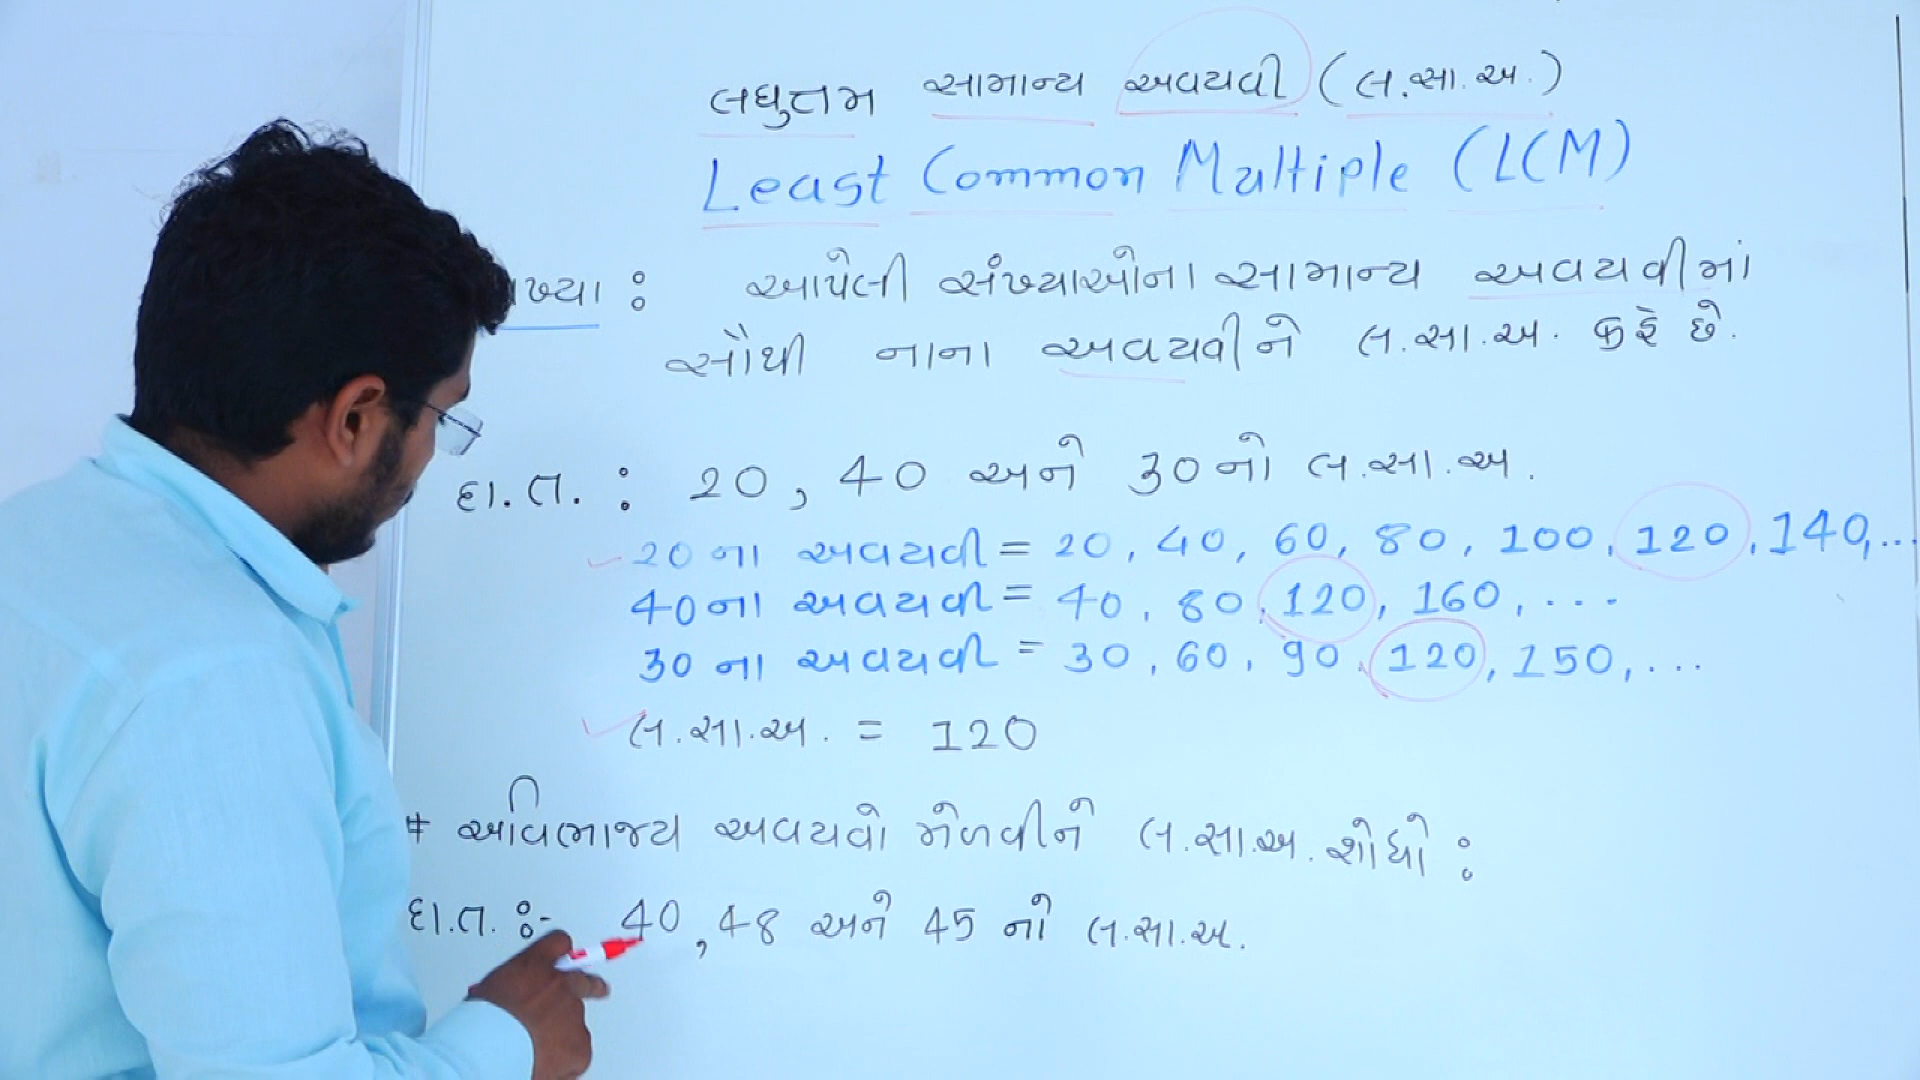 લઘુત્તમ સામાન્ય અવયવી (લ.સા.અ.)
Least Common Multiple (LCM)
ખ્યા : આપેલી સંખ્યાઓના સામાન્ય અવયવીમાં
સૌથી નાના અવયવીને લ.સા.અ. કહે છે.
દા.ત. : 20, 40 અને 30નો લ.સા.અ.
20 ના અવયવી = 20, 40, 60, 80, 100, 120, 140,...
40ના અવયવી = 40, 80, 120, 160, ...
30 ના અવયવી = 30, 60, 90, 120, 150, ...
લ.સા.અ. = 120
# અવિભાજ્ય અવયવો મેળવીને લ.સા.અ. શોધો :
દા.ત. :- 40, 48 અને 45 નો લ.સા.અ.